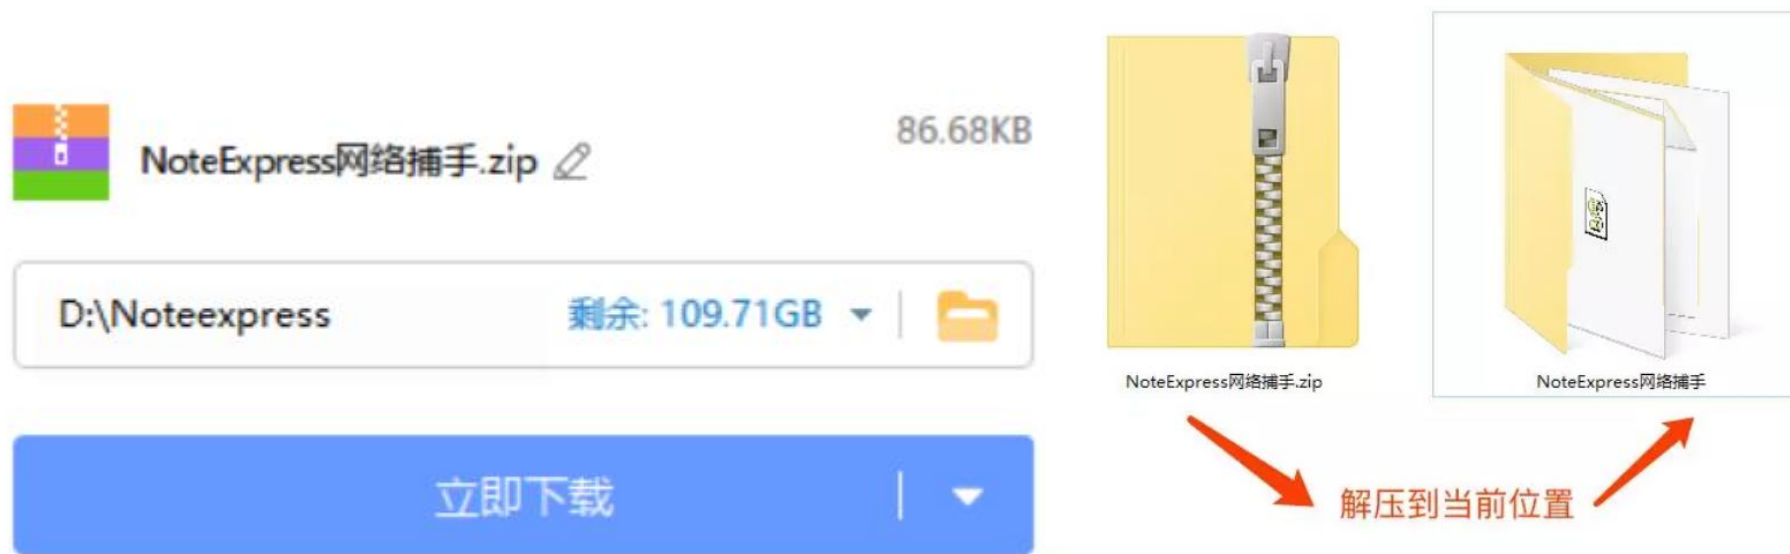 86.68KB
NoteExpress网络捕手.zip
D:\Noteexpress 剩余: 109.71GB
立即下载
NoteExpress网络捕手.zip
NoteExpress网络捕手
解压到当前位置